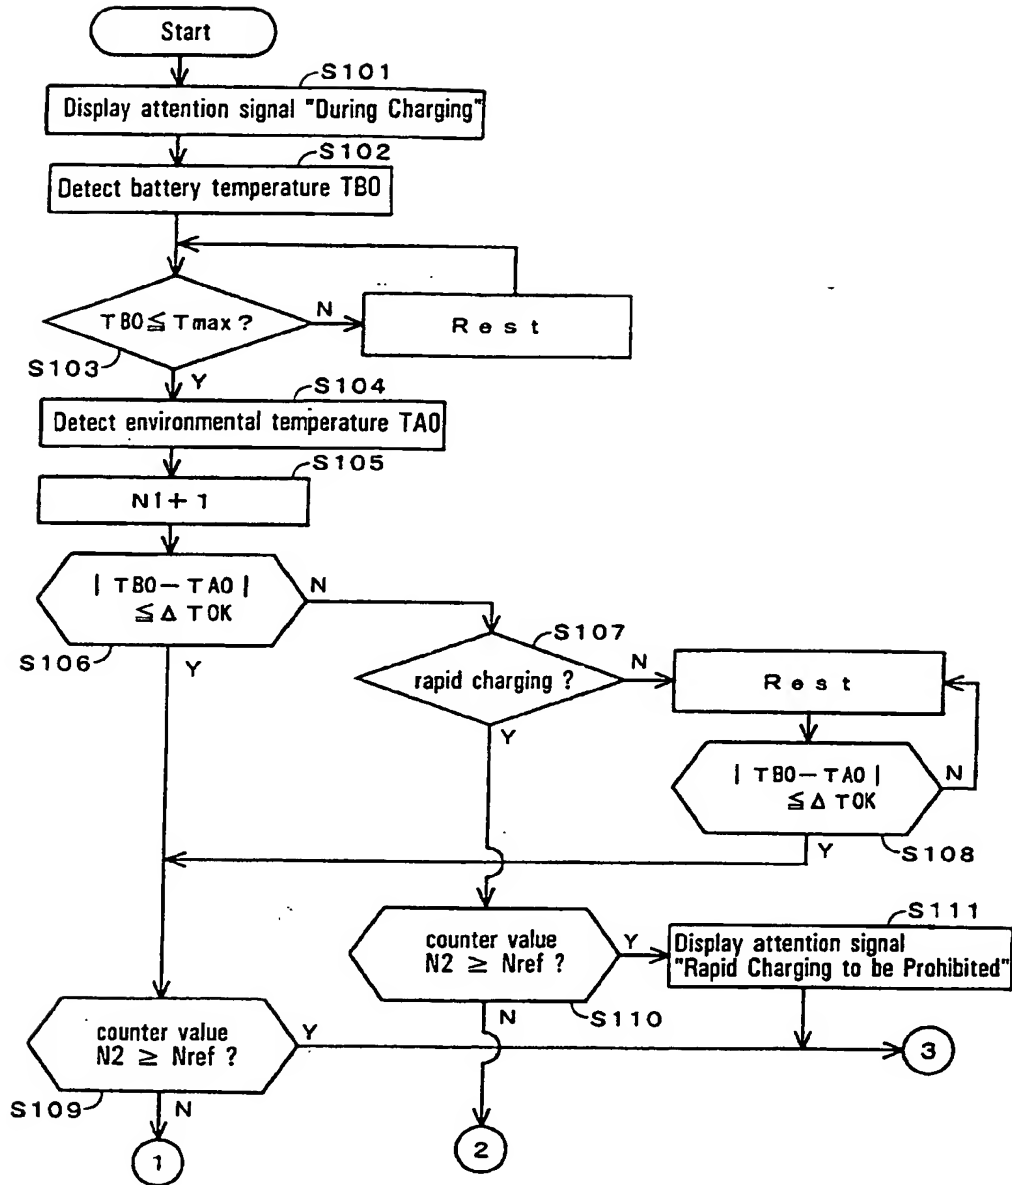 Start
S101
Display attention signal "During Charging"
S102
Detect battery temperature TB0
TB0 ≦ Tmax ?
N
Rest
S103
Y
S104
Detect environmental temperature TA0
S105
N1 + 1
| TB0 – TA0 |
≦ Δ TOK
N
S106
Y
S107
rapid charging ?
N
Rest
Y
| TB0 – TA0 |
≦ Δ TOK
N
Y
S108
counter value
N2 ≧ Nref ?
Y
S111
Display attention signal
"Rapid Charging to be Prohibited"
N
S110
counter value
N2 ≧ Nref ?
Y
3
S109
N
1
2